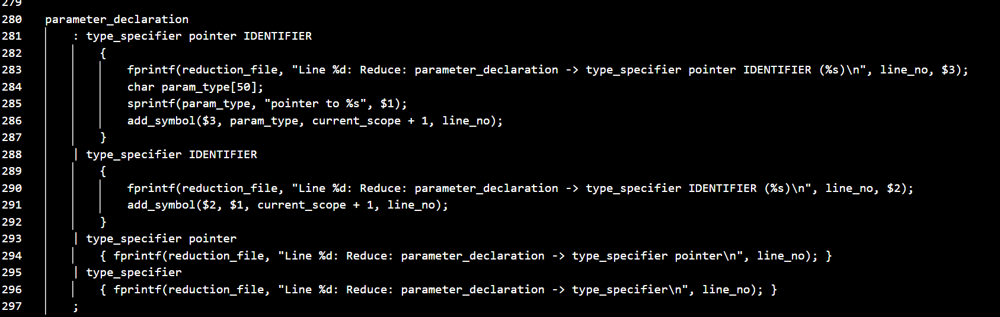 279
280 parameter_declaration
281 : type_specifier pointer IDENTIFIER
282 {
283 fprintf(reduction_file, "Line %d: Reduce: parameter_declaration -> type_specifier pointer IDENTIFIER (%s)\n", line_no, $3);
284 char param_type[50];
285 sprintf(param_type, "pointer to %s", $1);
286 add_symbol($3, param_type, current_scope + 1, line_no);
287 }
288 | type_specifier IDENTIFIER
289 {
290 fprintf(reduction_file, "Line %d: Reduce: parameter_declaration -> type_specifier IDENTIFIER (%s)\n", line_no, $2);
291 add_symbol($2, $1, current_scope + 1, line_no);
292 }
293 | type_specifier pointer
294 { fprintf(reduction_file, "Line %d: Reduce: parameter_declaration -> type_specifier pointer\n", line_no); }
295 | type_specifier
296 { fprintf(reduction_file, "Line %d: Reduce: parameter_declaration -> type_specifier\n", line_no); }
297 ;